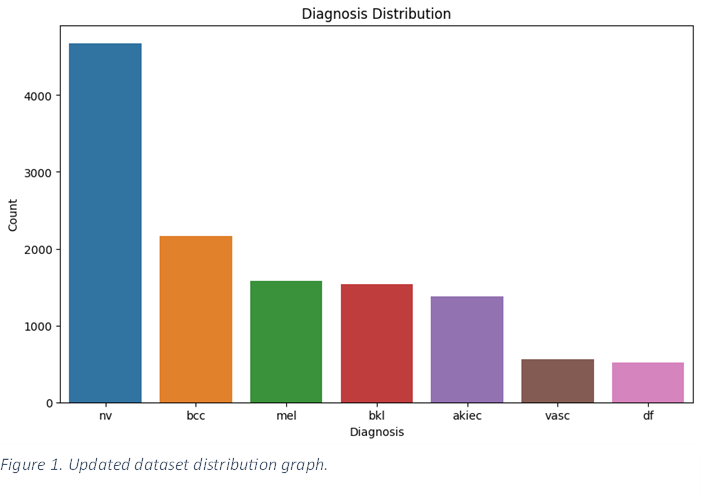 Diagnosis Distribution
4000
3000
2000
1000
0
Count
nv bcc mel bkl akiec vasc df
Diagnosis
Figure 1. Updated dataset distribution graph.